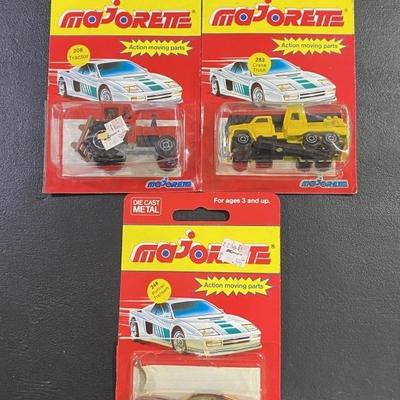 majorette
208
Tractor
Action moving parts
majorette
majorette ®
283
Crane
Truck
Action moving parts
majorette
DIE CAST
METAL
For ages 3 and up.
majorette ®
Action moving parts